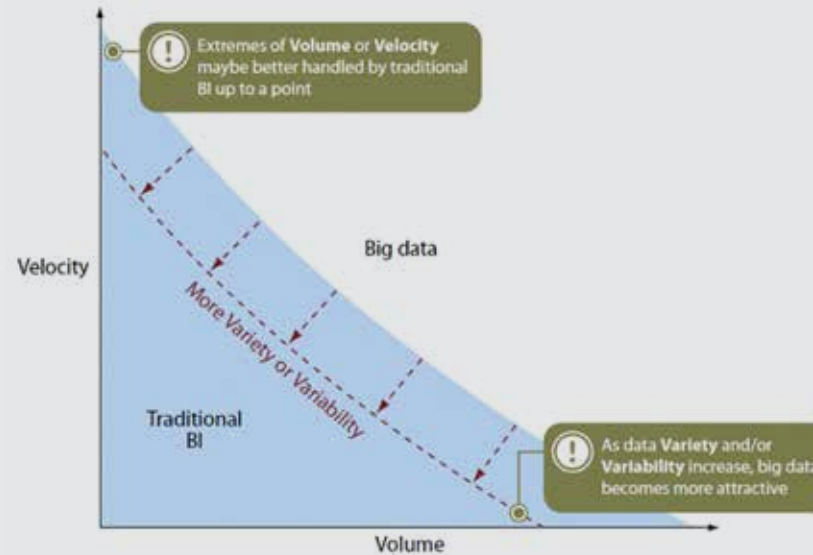 ! Extremes of Volume or Velocity
maybe better handled by traditional
BI up to a point
Velocity
Big data
More Variety or Variability
Traditional
BI
! As data Variety and/or
Variability increase, big data
becomes more attractive
Volume